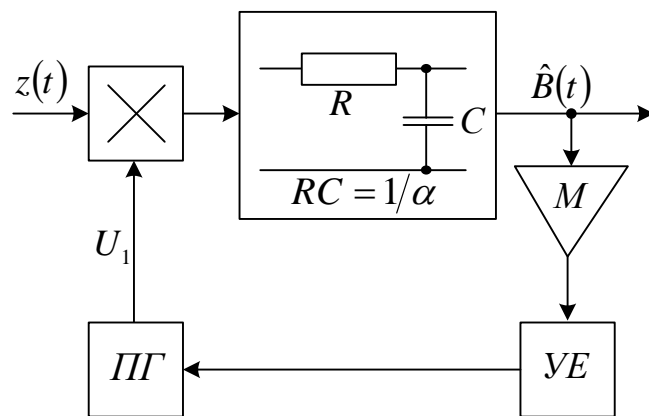 z(t)
R
C
RC = 1/α
B̂(t)
M
U₁
ПГ
УЕ